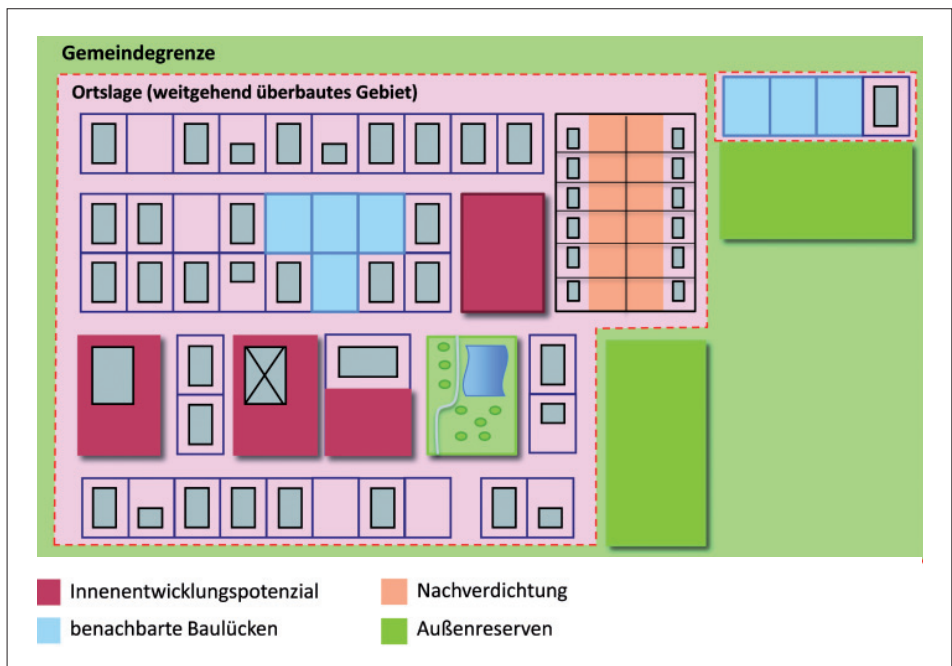 Gemeindegrenze
Ortslage (weitgehend überbautes Gebiet)
Innenentwicklungspotenzial
Nachverdichtung
benachbarte Baulücken
Außenreserven